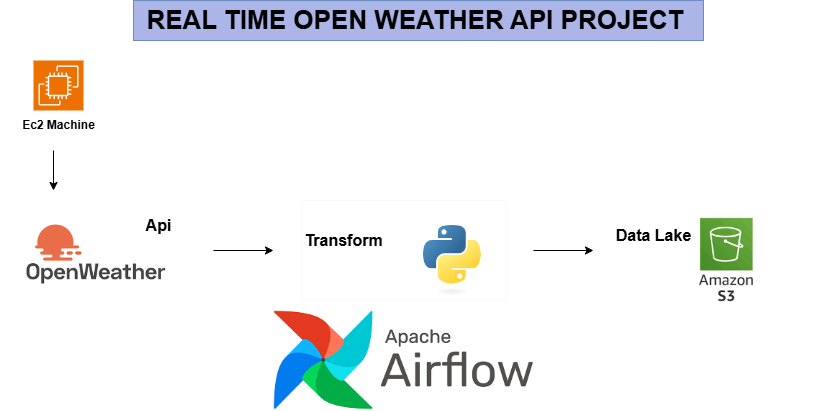 REAL TIME OPEN WEATHER API PROJECT
Ec2 Machine
Api
OpenWeather
Transform
Data Lake
Amazon
S3
Apache
Airflow